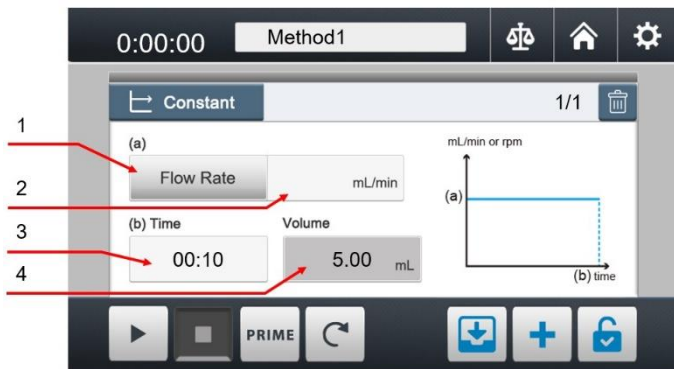 0:00:00 Method1
Constant 1/1
1
(a)
mL/min or rpm
Flow Rate mL/min
2
(a)
3
(b) Time Volume
00:10 5.00 mL
4
(b) time
PRIME